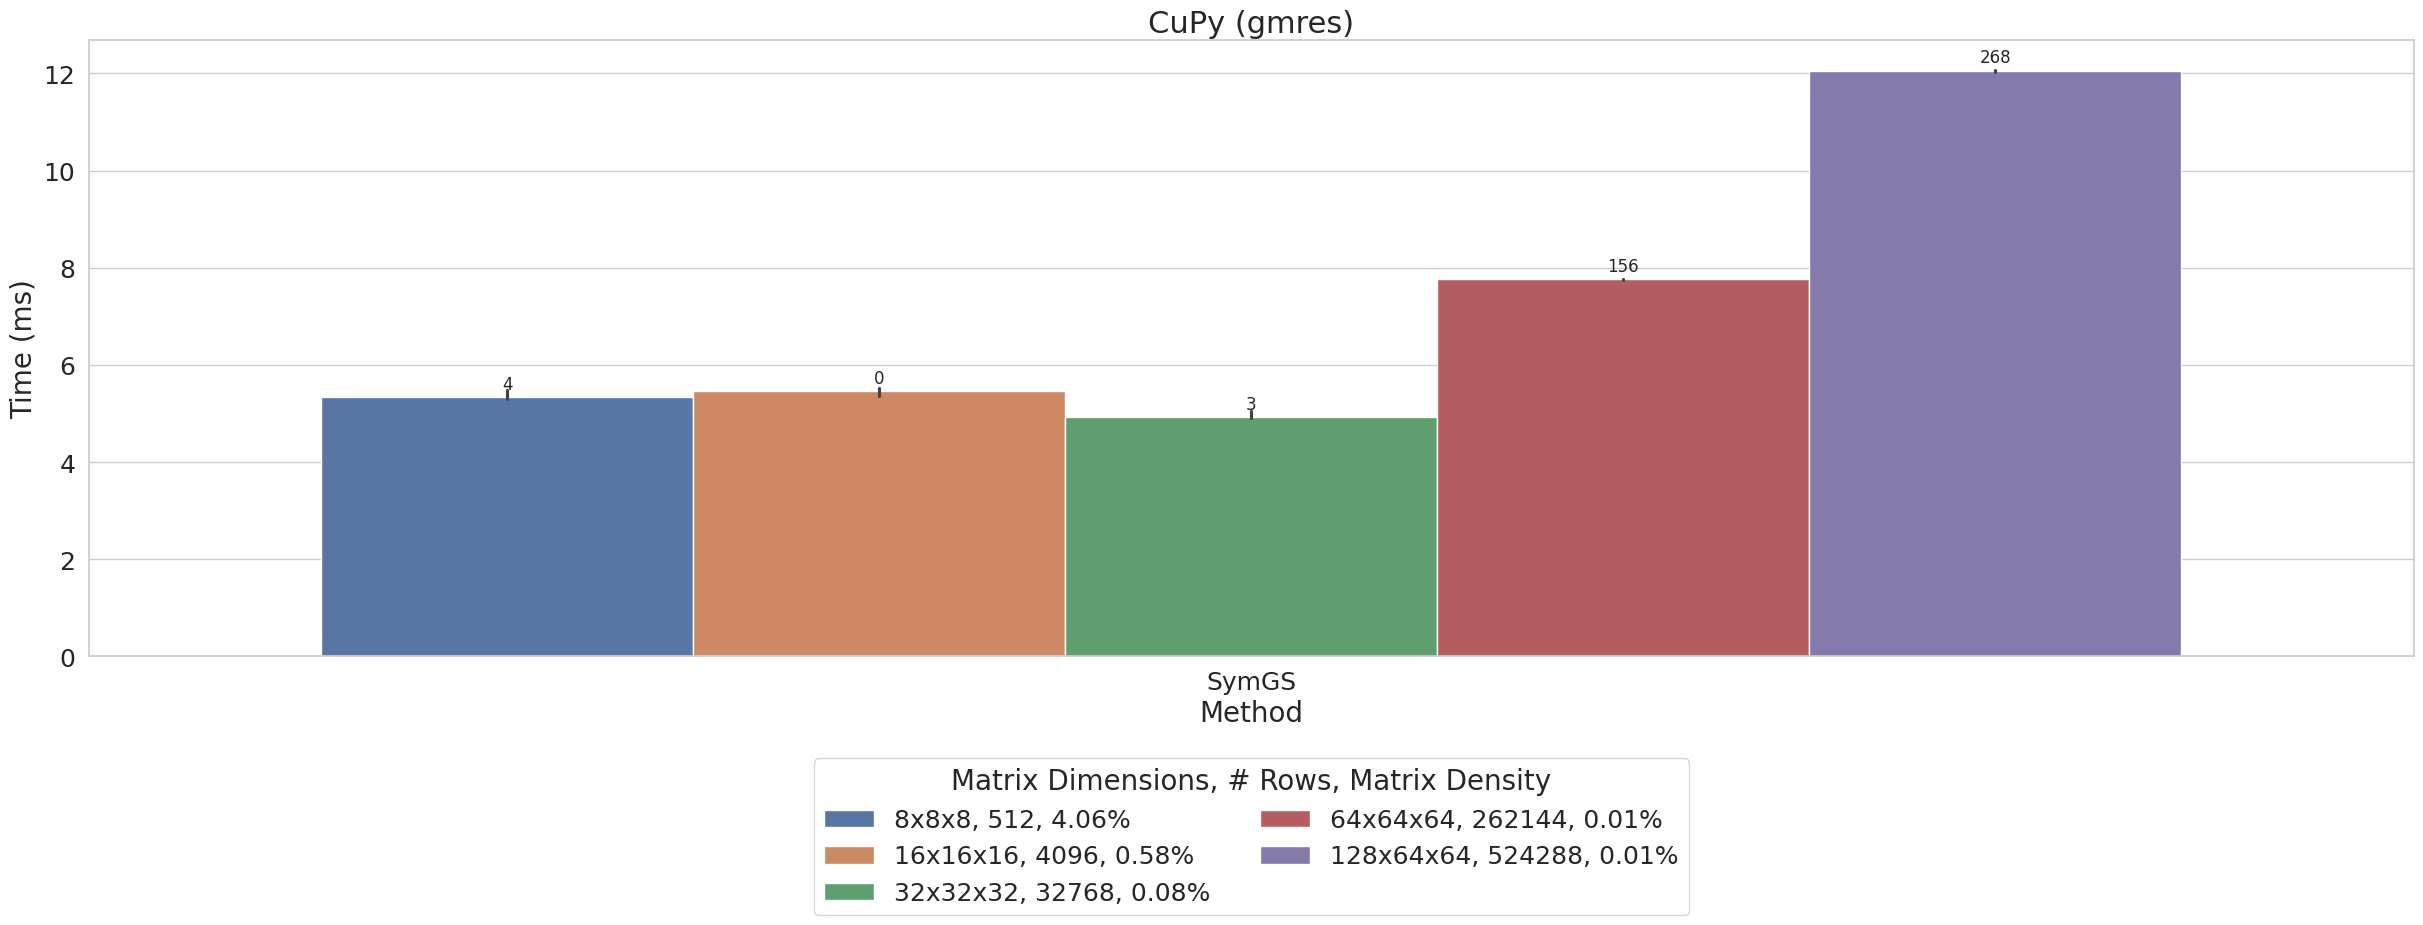 CuPy (gmres)
Time (ms)
12
10
8
6
4
2
0
4
0
3
156
268
SymGS
Method
Matrix Dimensions, # Rows, Matrix Density
8x8x8, 512, 4.06%
16x16x16, 4096, 0.58%
32x32x32, 32768, 0.08%
64x64x64, 262144, 0.01%
128x64x64, 524288, 0.01%